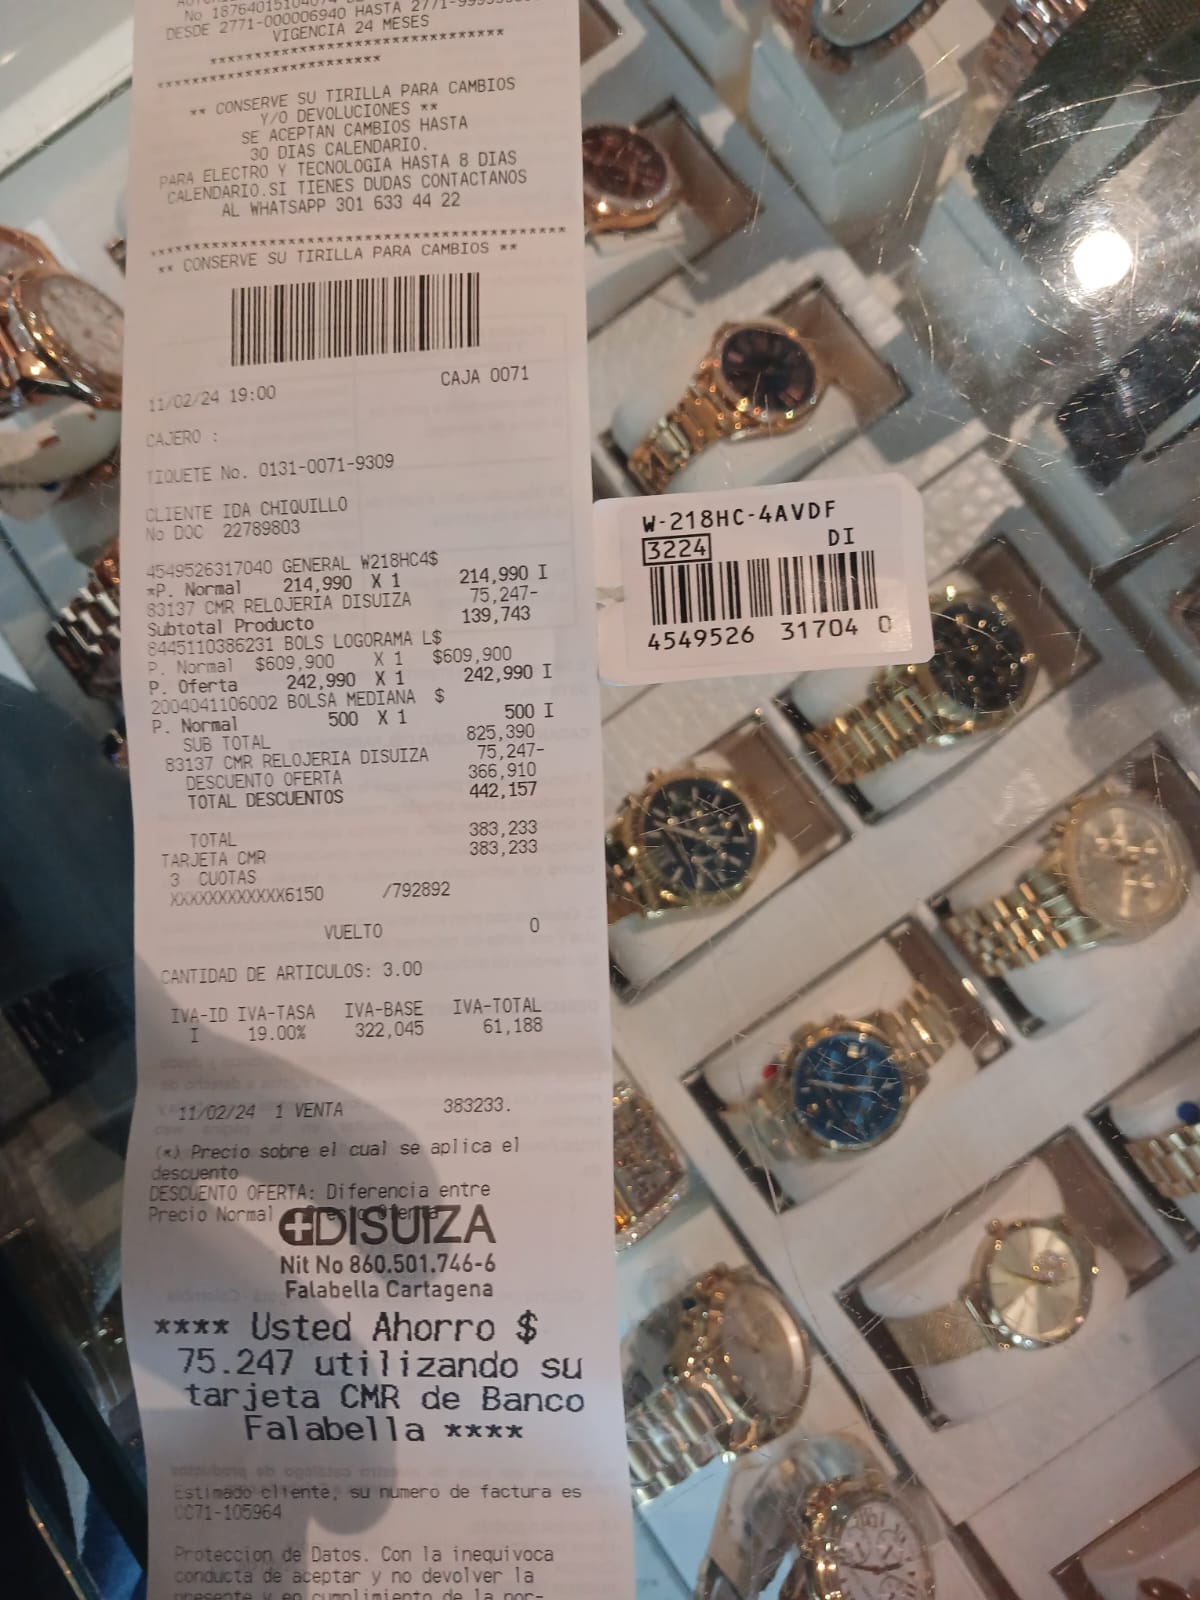 No 18764015104074
DESDE 2771-000006940 HASTA
VIGENCIA 24 MESES
**********************************
**************************
** CONSERVE SU TIRILLA PARA CAMBIOS
Y/O DEVOLUCIONES **
SE ACEPTAN CAMBIOS HASTA
30 DIAS CALENDARIO.
PARA ELECTRO Y TECNOLOGIA HASTA 8 DIAS
CALENDARIO.SI TIENES DUDAS CONTACTANOS
AL WHATSAPP 301 633 44 22
****************************************
** CONSERVE SU TIRILLA PARA CAMBIOS **
11/02/24 19:00 CAJA 0071
CAJERO :
TIQUETE No. 0131-0071-9309
CLIENTE IDA CHIQUILLO
No DOC 22789803
4549526317040 GENERAL W218HC4$
*P. Normal 214,990 X 1 214,990 I
83137 CMR RELOJERIA DISUIZA 75,247-
Subtotal Producto 139,743
8445110386231 BOLS LOGORAMA L$
P. Normal $609,900 X 1 $609,900
P. Oferta 242,990 X 1 242,990 I
2004041106002 BOLSA MEDIANA $
P. Normal 500 X 1 500 I
SUB TOTAL 825,390
83137 CMR RELOJERIA DISUIZA 75,247-
DESCUENTO OFERTA 366,910
TOTAL DESCUENTOS 442,157
TOTAL 383,233
TARJETA CMR 383,233
3 CUOTAS
XXXXXXXXXXXX6150 /792892
VUELTO 0
CANTIDAD DE ARTICULOS: 3.00
IVA-ID IVA-TASA IVA-BASE IVA-TOTAL
I 19.00% 322,045 61,188
11/02/24 1 VENTA 383233.
(*) Precio sobre el cual se aplica el
descuento
DESCUENTO OFERTA: Diferencia entre
Precio Normal
DISUIZA
Nit No 860.501.746-6
Falabella Cartagena
**** Usted Ahorro $
75.247 utilizando su
tarjeta CMR de Banco
Falabella ****
Estimado cliente, su numero de factura es
CC71-105964
Proteccion de Datos. Con la inequivoca
conducta de aceptar y no devolver la
presente y en cumplimiento de la nor-
W-218HC-4AVDF
3224 DI
4549526 31704 0